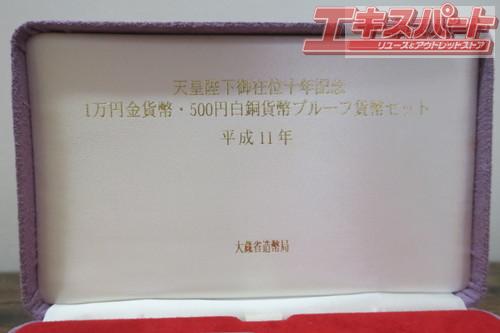 エキスパート
リユース&アウトレットストア
天皇陛下御在位十年記念
1万円金貨幣・500円白銅貨幣プルーフ貨幣セット
平成11年
大蔵省造幣局